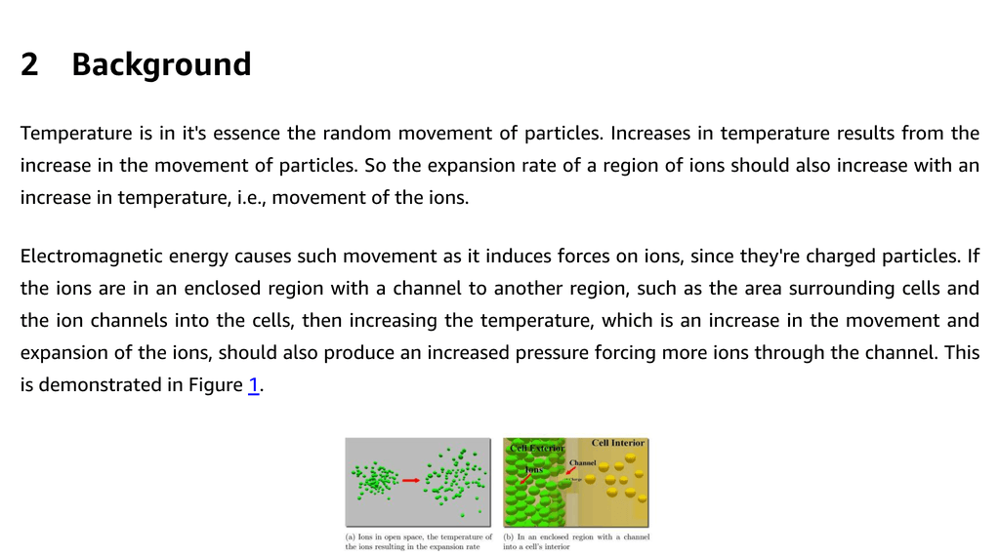 2 Background
Temperature is in it's essence the random movement of particles. Increases in temperature results from the
increase in the movement of particles. So the expansion rate of a region of ions should also increase with an
increase in temperature, i.e., movement of the ions.
Electromagnetic energy causes such movement as it induces forces on ions, since they're charged particles. If
the ions are in an enclosed region with a channel to another region, such as the area surrounding cells and
the ion channels into the cells, then increasing the temperature, which is an increase in the movement and
expansion of the ions, should also produce an increased pressure forcing more ions through the channel. This
is demonstrated in Figure 1.
Cell Exterior
Cell Interior
Channel
Ions
(a) Ions in open space, the temperature of
the ions resulting in the expansion rate
(b) In an enclosed region with a channel
into a cell's interior